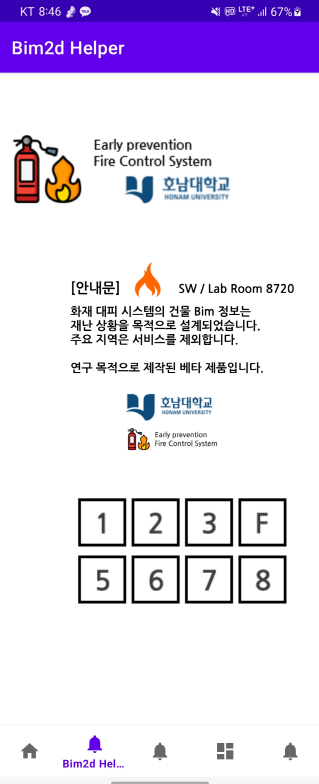 KT 8:46 LTE+ 67%
Bim2d Helper
Early prevention
Fire Control System
호남대학교
HONAM UNIVERSITY
[안내문] SW / Lab Room 8720
화재 대피 시스템의 건물 Bim 정보는
재난 상황을 목적으로 설계되었습니다.
주요 지역은 서비스를 제외합니다.
연구 목적으로 제작된 베타 제품입니다.
호남대학교
HONAM UNIVERSITY
Early prevention
Fire Control System
1 2 3 F
5 6 7 8
Bim2d Hel...